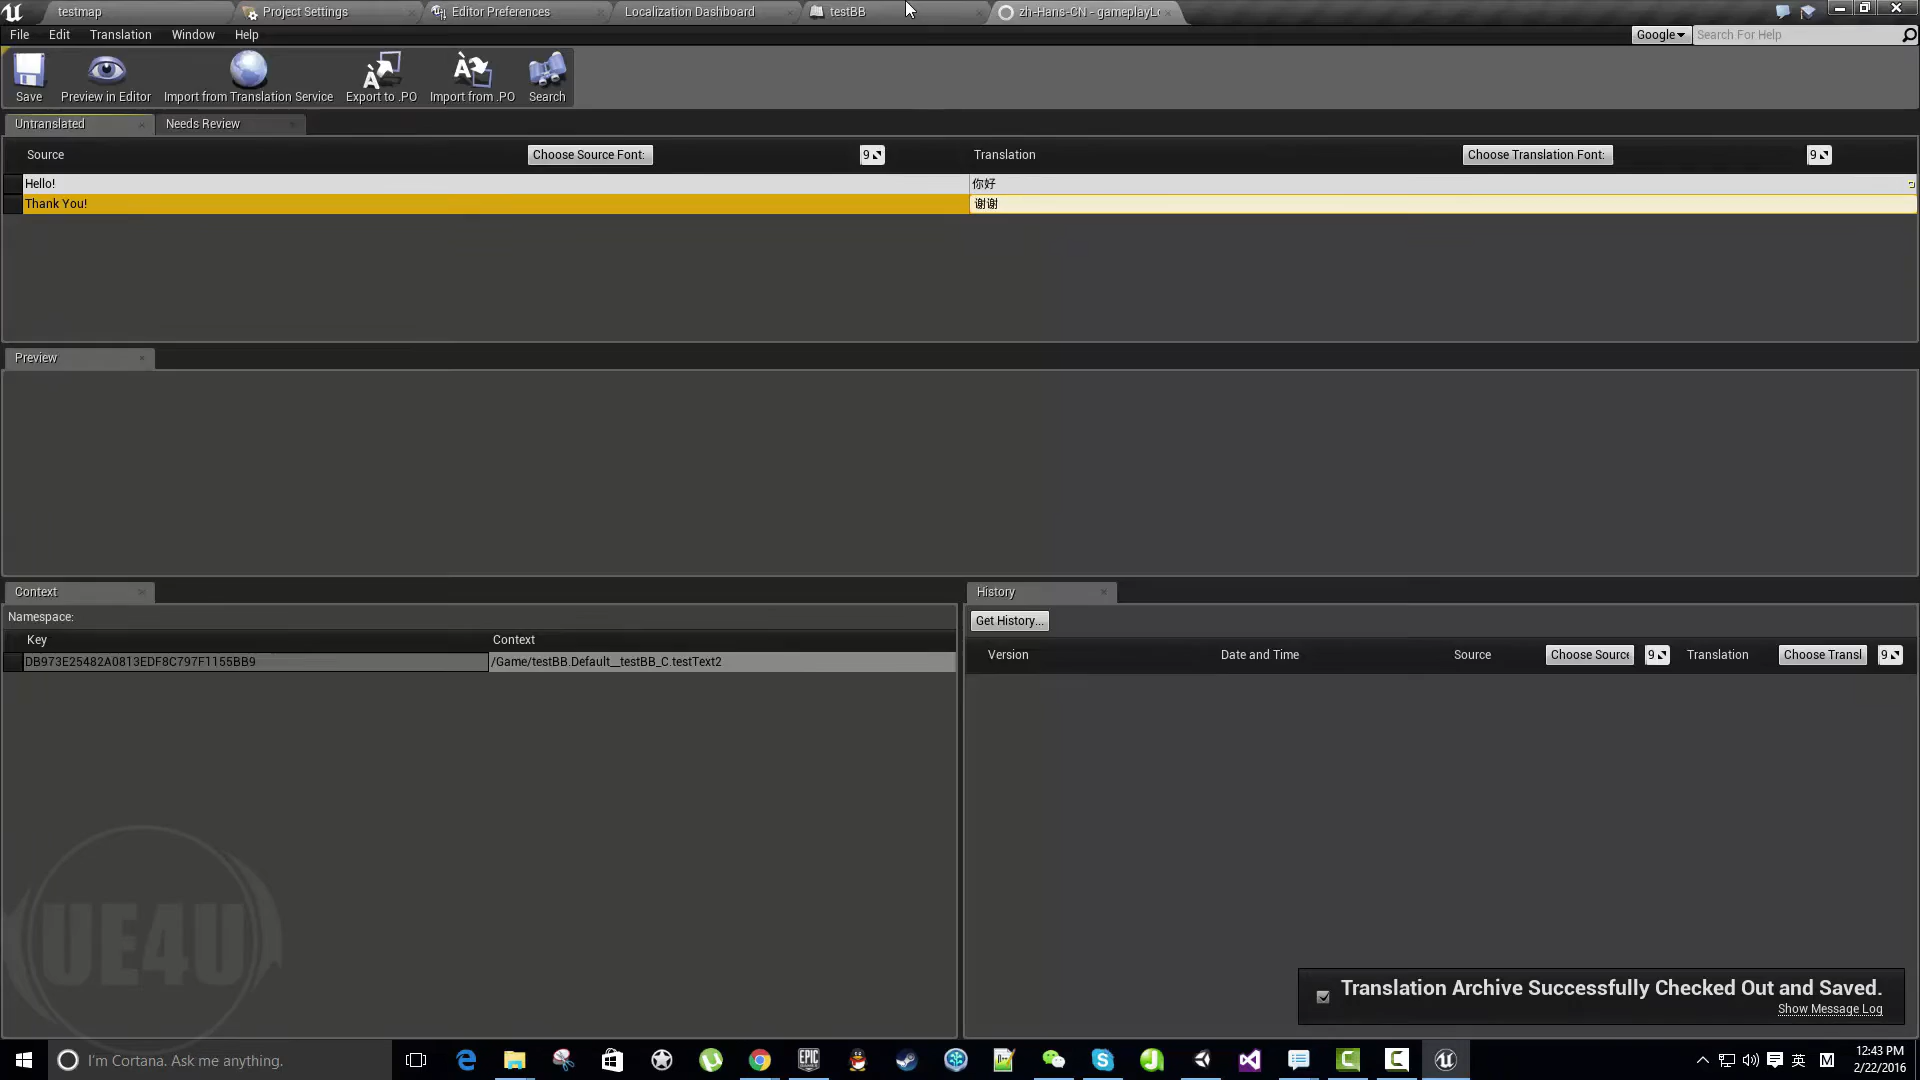 testmap
Project Settings
Editor Preferences
Localization Dashboard
testBB
zh-Hans-CN - gameplayLo
File
Edit
Translation
Window
Help
Google
Search For Help
Save
Preview in Editor
Import from Translation Service
Export to .PO
Import from .PO
Search
Untranslated
Needs Review
Source
Choose Source Font:
9
Translation
Choose Translation Font:
9
Hello!
你好
Thank You!
谢谢
Preview
Context
Namespace:
Key
Context
DB973E25482A0813EDF8C797F1155BB9
/Game/testBB.Default__testBB_C.testText2
History
Get History...
Version
Date and Time
Source
Choose Sourc
9
Translation
Choose Transl
9
UE4U
Translation Archive Successfully Checked Out and Saved.
Show Message Log
I'm Cortana. Ask me anything.
EPIC
英
M
12:43 PM
2/22/2016